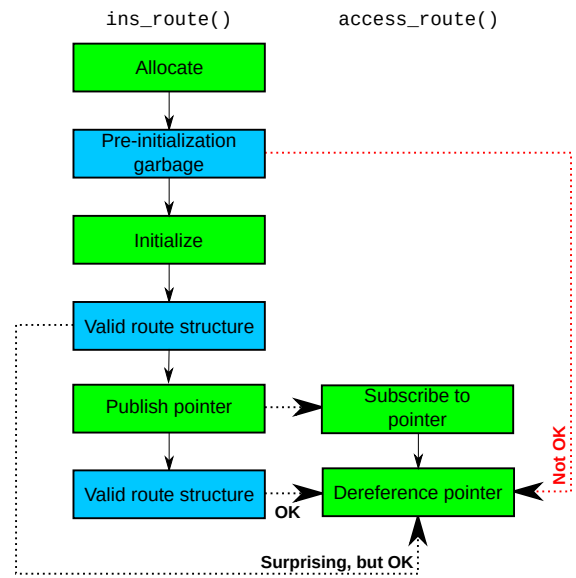 ins_route()
access_route()
Allocate
Pre-initialization
garbage
Initialize
Valid route structure
Publish pointer
Subscribe to
pointer
Valid route structure
Dereference pointer
OK
Not OK
Surprising, but OK